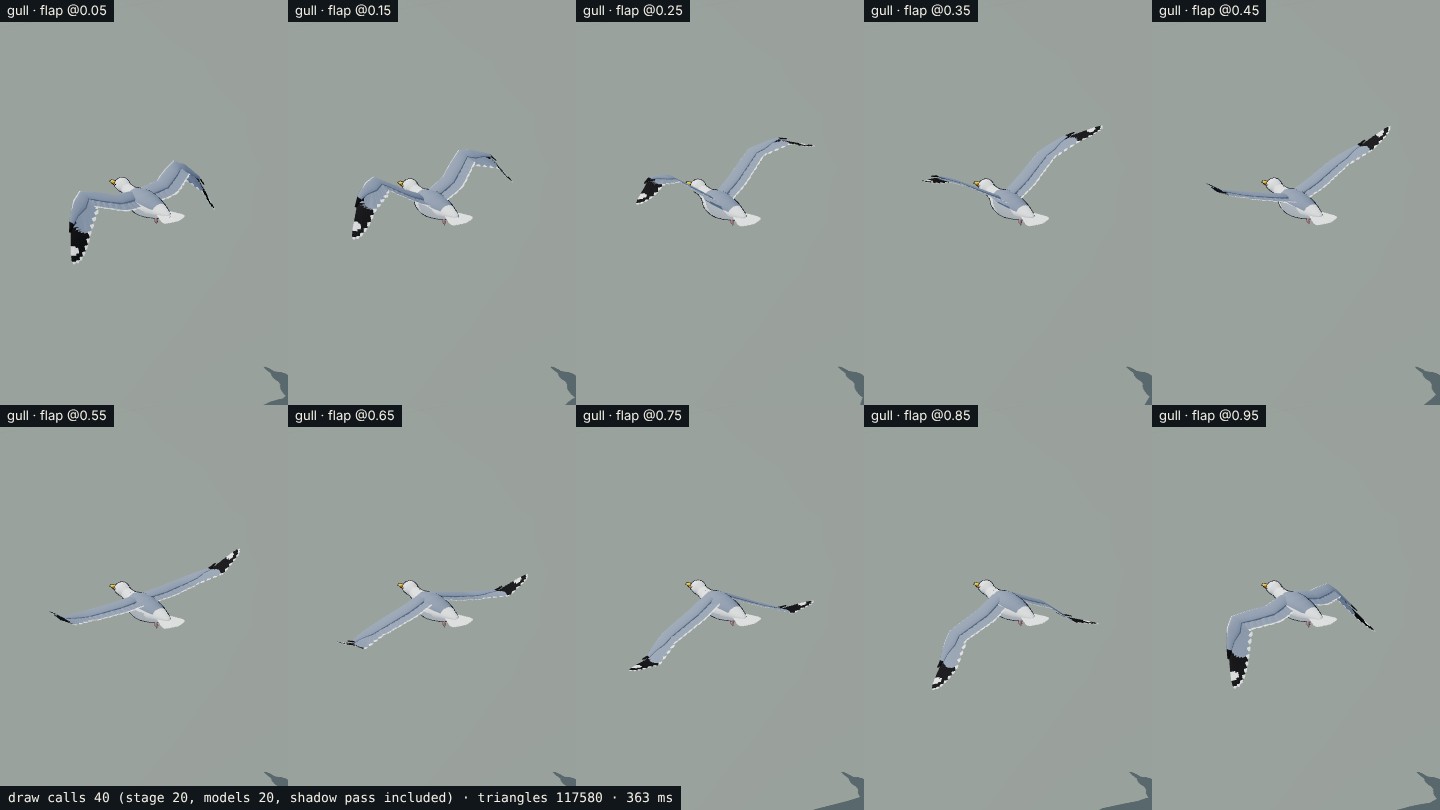 gull · flap @0.05
gull · flap @0.15
gull · flap @0.25
gull · flap @0.35
gull · flap @0.45
gull · flap @0.55
gull · flap @0.65
gull · flap @0.75
gull · flap @0.85
gull · flap @0.95
draw calls 40 (stage 20, models 20, shadow pass included) · triangles 117580 · 363 ms